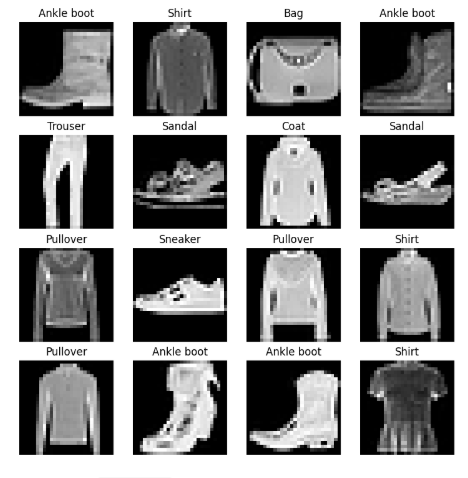 Ankle boot Shirt Bag Ankle boot
Trouser Sandal Coat Sandal
Pullover Sneaker Pullover Shirt
Pullover Ankle boot Ankle boot Shirt